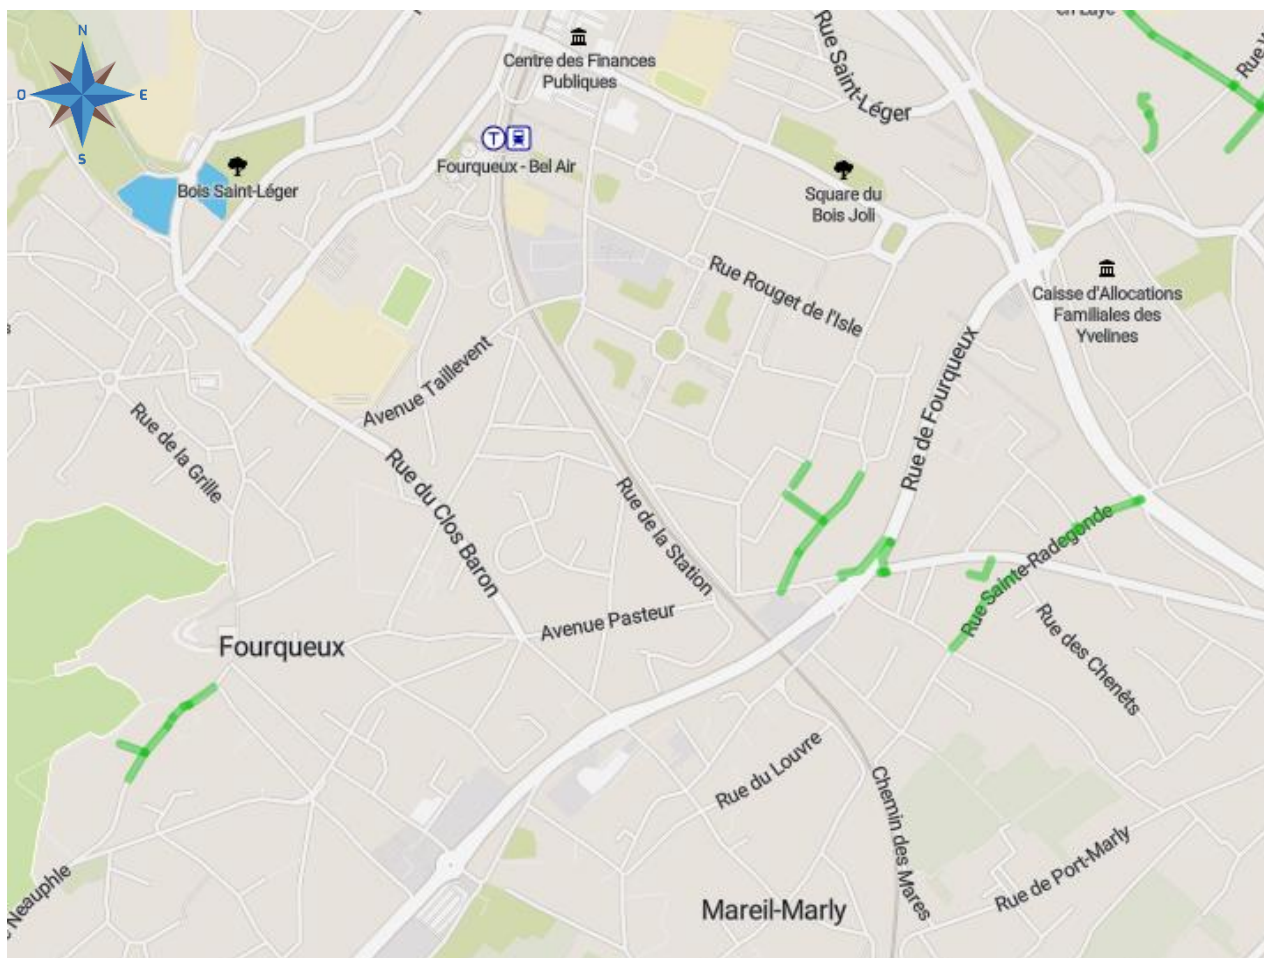 N
O
E
S
en Laye
Rue
Centre des Finances
Publiques
Rue Saint-Léger
T
Fourqueux - Bel Air
Bois Saint-Léger
Square du
Bois Joli
Rue Rouget de l'Isle
Caisse d'Allocations
Familiales des
Yvelines
Avenue Taillevent
Rue de Fourqueux
Rue de la Grille
Rue du Clos Baron
Rue de la Station
Rue Sainte-Radegonde
Avenue Pasteur
Rue des Chenêts
Fourqueux
Rue du Louvre
Chemin des Mares
Rue de Port-Marly
Neauphle
Mareil-Marly